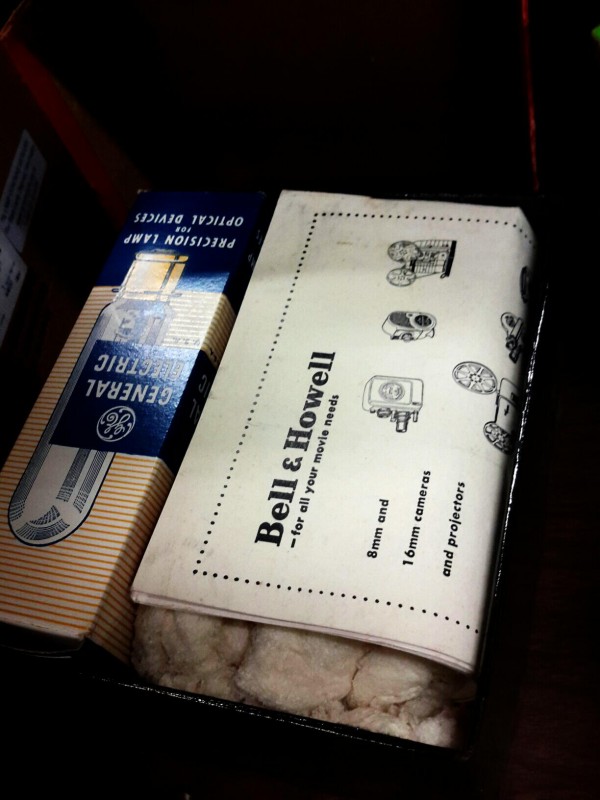 PRECISION LAMP
FOR
OPTICAL DEVICES
GENERAL
ELECTRIC
GE
Bell & Howell
–for all your movie needs
8mm and
16mm cameras
and projectors